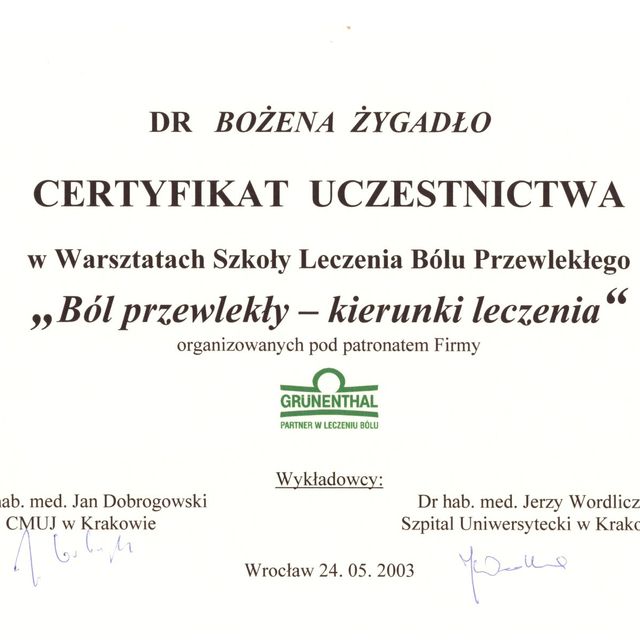 DR BOŻENA ŻYGADŁO
CERTYFIKAT UCZESTNICTWA
w Warsztatach Szkoły Leczenia Bólu Przewlekłego
„Ból przewlekły – kierunki leczenia“
organizowanych pod patronatem Firmy
GRÜNENTHAL
PARTNER W LECZENIU BÓLU
Wykładowcy:
hab. med. Jan Dobrogowski
CMUJ w Krakowie
Dr hab. med. Jerzy Wordlicz
Szpital Uniwersytecki w Krako
Wrocław 24. 05. 2003